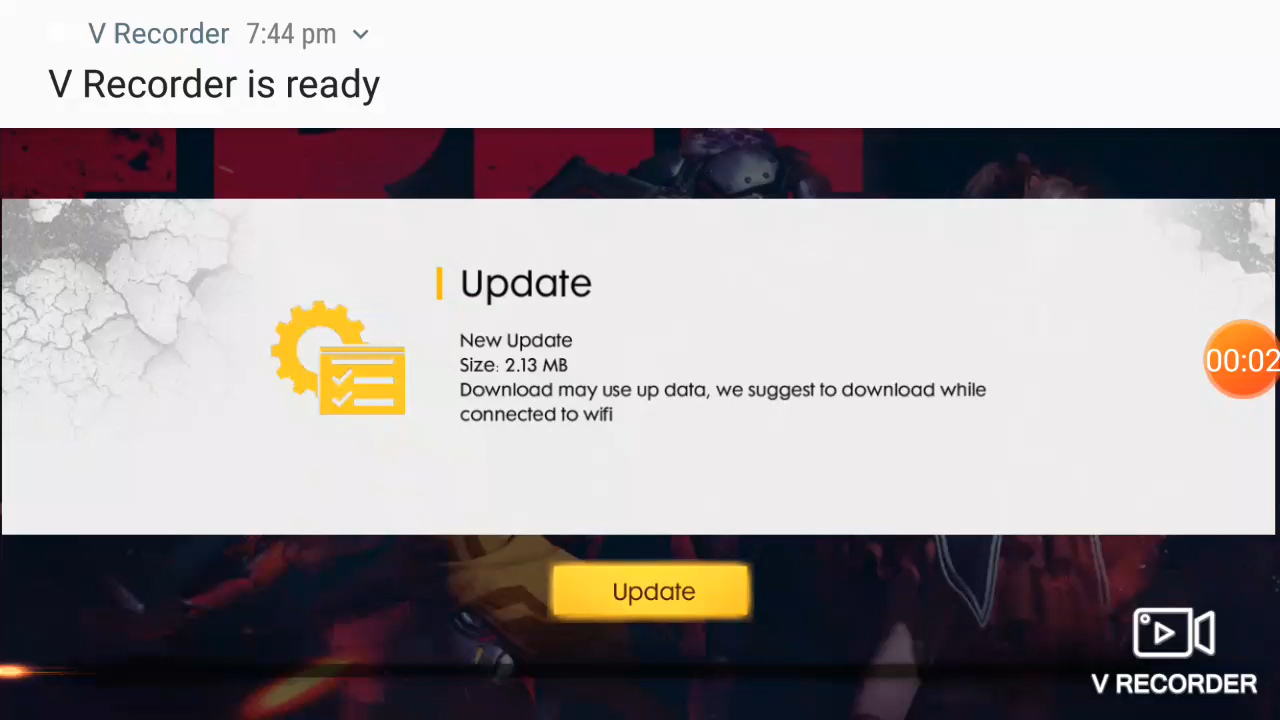 V Recorder 7:44 pm
V Recorder is ready
Update
New Update
Size: 2.13 MB
Download may use up data, we suggest to download while
connected to wifi
00:02
Update
V RECORDER